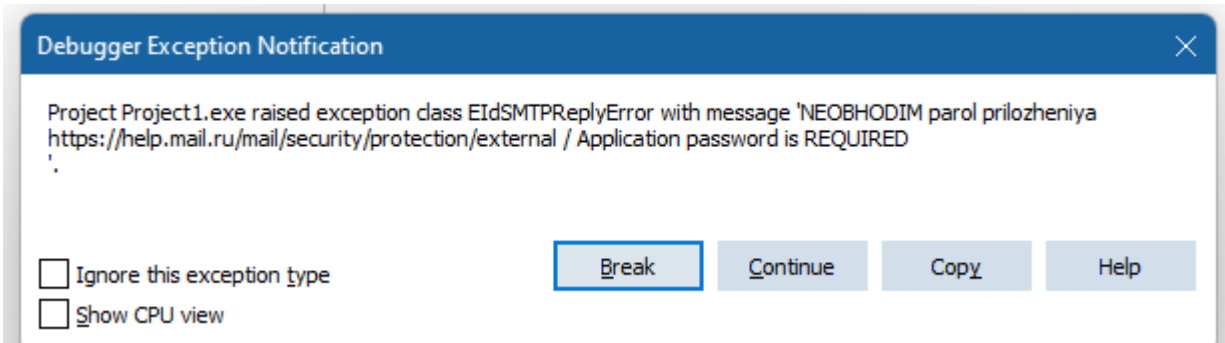 Debugger Exception Notification
Project Project1.exe raised exception class EIdSMTPReplyError with message 'NEOBHODIM parol prilozheniya
https://help.mail.ru/mail/security/protection/external / Application password is REQUIRED
'.
Break Continue Copy Help
Ignore this exception type
Show CPU view